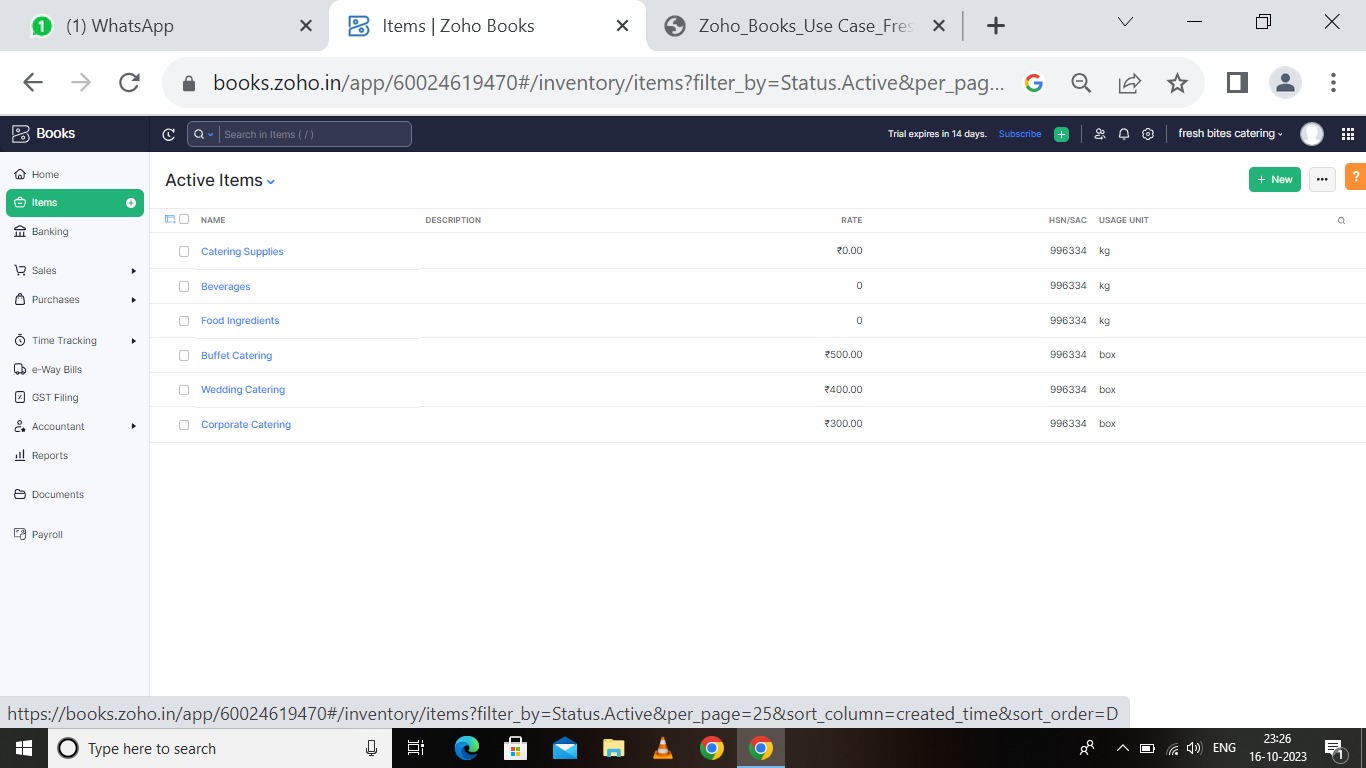 1 (1) WhatsApp
Items | Zoho Books
Zoho_Books_Use Case_Fres
books.zoho.in/app/60024619470#/inventory/items?filter_by=Status.Active&per_pag...
Books
Search in Items ( / )
Trial expires in 14 days. Subscribe
fresh bites catering
Home
Items
Banking
Sales
Purchases
Time Tracking
e-Way Bills
GST Filing
Accountant
Reports
Documents
Payroll
Active Items
+ New
?
NAME DESCRIPTION RATE HSN/SAC USAGE UNIT
Catering Supplies ₹0.00 996334 kg
Beverages 0 996334 kg
Food Ingredients 0 996334 kg
Buffet Catering ₹500.00 996334 box
Wedding Catering ₹400.00 996334 box
Corporate Catering ₹300.00 996334 box
https://books.zoho.in/app/60024619470#/inventory/items?filter_by=Status.Active&per_page=25&sort_column=created_time&sort_order=D
Type here to search
ENG
23:26
16-10-2023
1